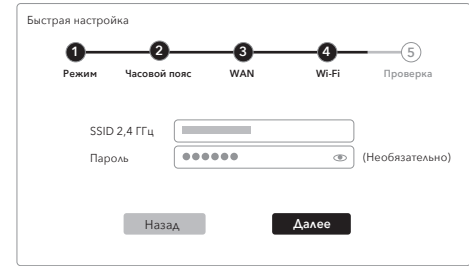 Быстрая настройка
1 2 3 4 5
Режим Часовой пояс WAN Wi-Fi Проверка
SSID 2,4 ГГц
Пароль ●●●●●● (Необязательно)
Назад Далее